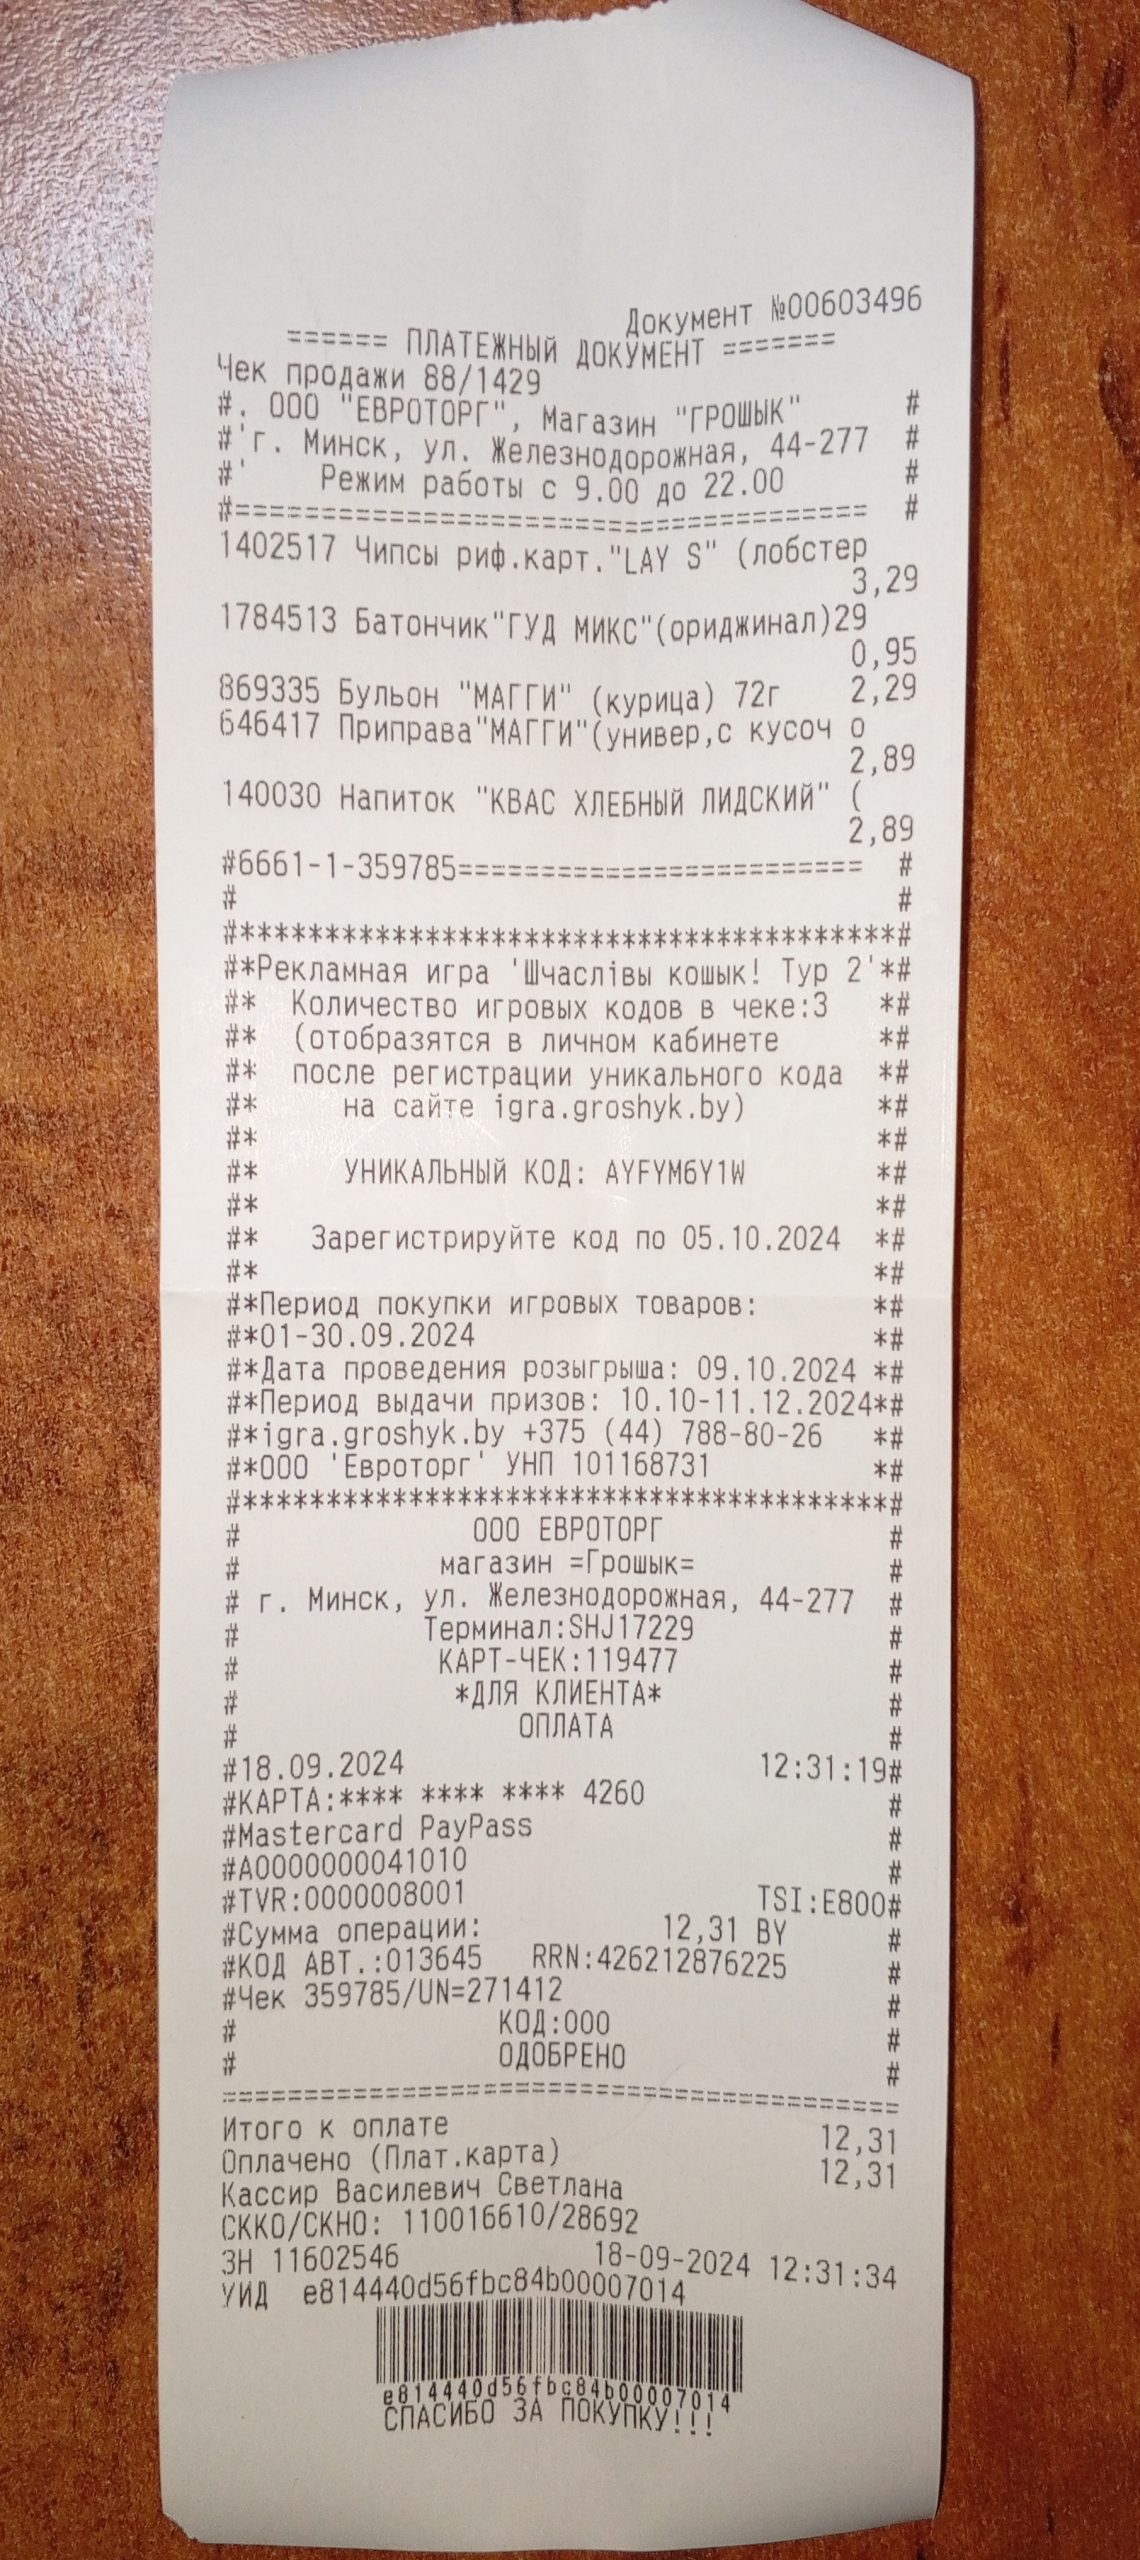 Документ №00603496
====== ПЛАТЕЖНЫЙ ДОКУМЕНТ =======
Чек продажи 88/1429
#. ООО "ЕВРОТОРГ", Магазин "ГРОШЫК" #
#'г. Минск, ул. Железнодорожная, 44-277 #
#' Режим работы с 9.00 до 22.00 #
#===================================== #
1402517 Чипсы риф.карт."LAY S" (лобстер
3,29
1784513 Батончик"ГУД МИКС"(ориджинал)29
0,95
869335 Бульон "МАГГИ" (курица) 72г 2,29
646417 Приправа"МАГГИ"(универ,с кусоч о
2,89
140030 Напиток "КВАС ХЛЕБНЫЙ ЛИДСКИЙ" (
2,89
#6661-1-359785======================== #
# #
#***************************************#
#*Рекламная игра 'Шчаслiвы кошык! Тур 2'*#
#* Количество игровых кодов в чеке:3 *#
#* (отобразятся в личном кабинете *#
#* после регистрации уникального кода *#
#* на сайте igra.groshyk.by) *#
#* *#
#* УНИКАЛЬНЫЙ КОД: AYFYM6Y1W *#
#* *#
#* Зарегистрируйте код по 05.10.2024 *#
#* *#
#*Период покупки игровых товаров: *#
#*01-30.09.2024 *#
#*Дата проведения розыгрыша: 09.10.2024 *#
#*Период выдачи призов: 10.10-11.12.2024*#
#*igra.groshyk.by +375 (44) 788-80-26 *#
#*ООО 'Евроторг' УНП 101168731 *#
#***************************************#
# ООО ЕВРОТОРГ #
# магазин =Грошык= #
# г. Минск, ул. Железнодорожная, 44-277 #
# Терминал:SHJ17229 #
# КАРТ-ЧЕК:119477 #
# *ДЛЯ КЛИЕНТА* #
# ОПЛАТА #
#18.09.2024 12:31:19#
#КАРТА:**** **** **** 4260 #
#Mastercard PayPass #
#A0000000041010 #
#TVR:0000008001 TSI:E800#
#Сумма операции: 12,31 BY #
#КОД АВТ.:013645 RRN:426212876225 #
#Чек 359785/UN=271412 #
# КОД:000 #
# ОДОБРЕНО #
========================================
Итого к оплате 12,31
Оплачено (Плат.карта) 12,31
Кассир Василевич Светлана
СККО/СКНО: 110016610/28692
ЗН 11602546 18-09-2024 12:31:34
УИД e814440d56fbc84b00007014
e814440d56fbc84b00007014
СПАСИБО ЗА ПОКУПКУ!!!